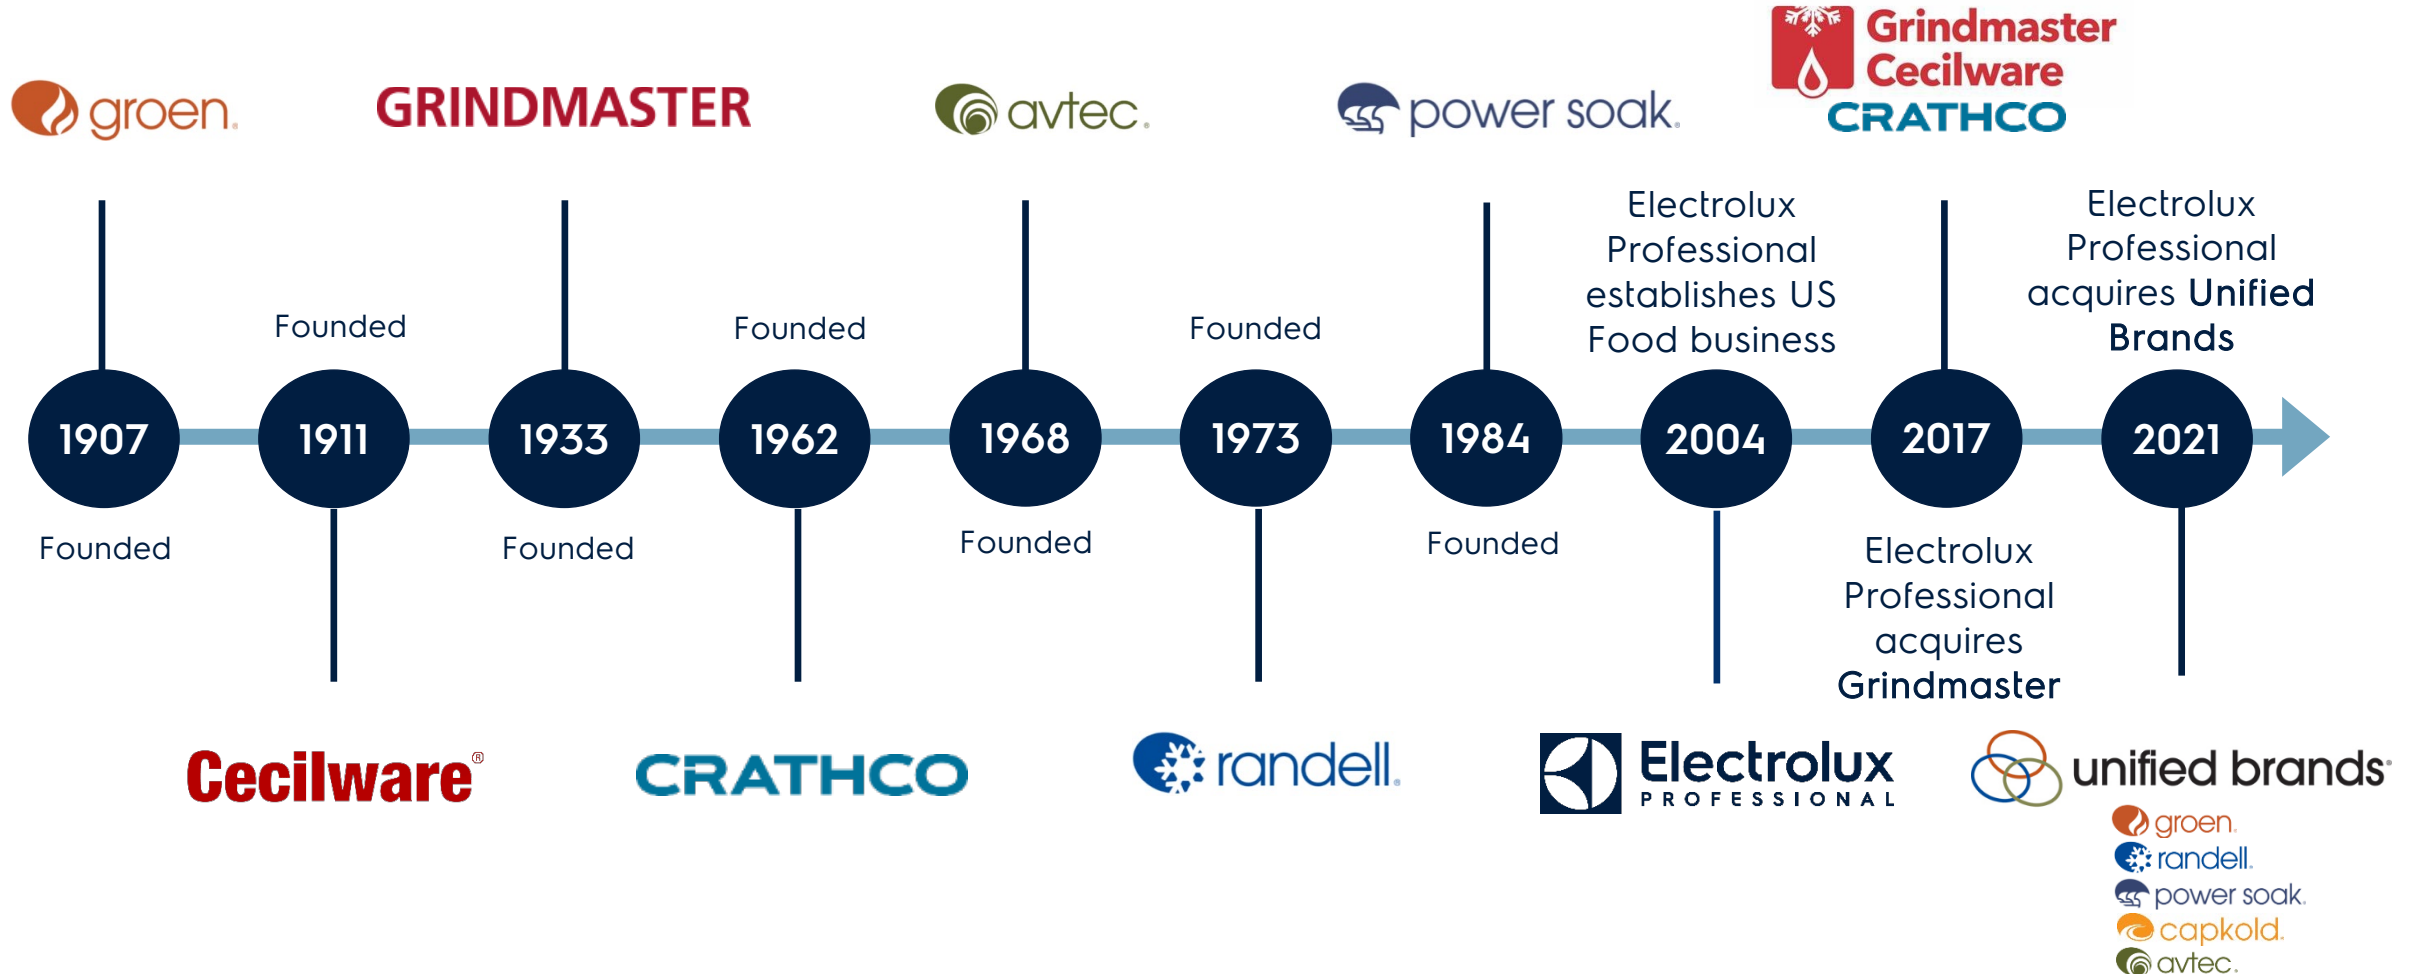 groen.
GRINDMASTER
avtec.
power soak.
Grindmaster
Cecilware
CRATHCO
Electrolux
Professional
establishes US
Food business
Electrolux
Professional
acquires Unified
Brands
Founded
Founded
Founded
1907
1911
1933
1962
1968
1973
1984
2004
2017
2021
Founded
Founded
Founded
Founded
Electrolux
Professional
acquires
Grindmaster
Cecilware®
CRATHCO
randell.
Electrolux
PROFESSIONAL
unified brands
groen.
randell.
power soak.
capkold.
avtec.